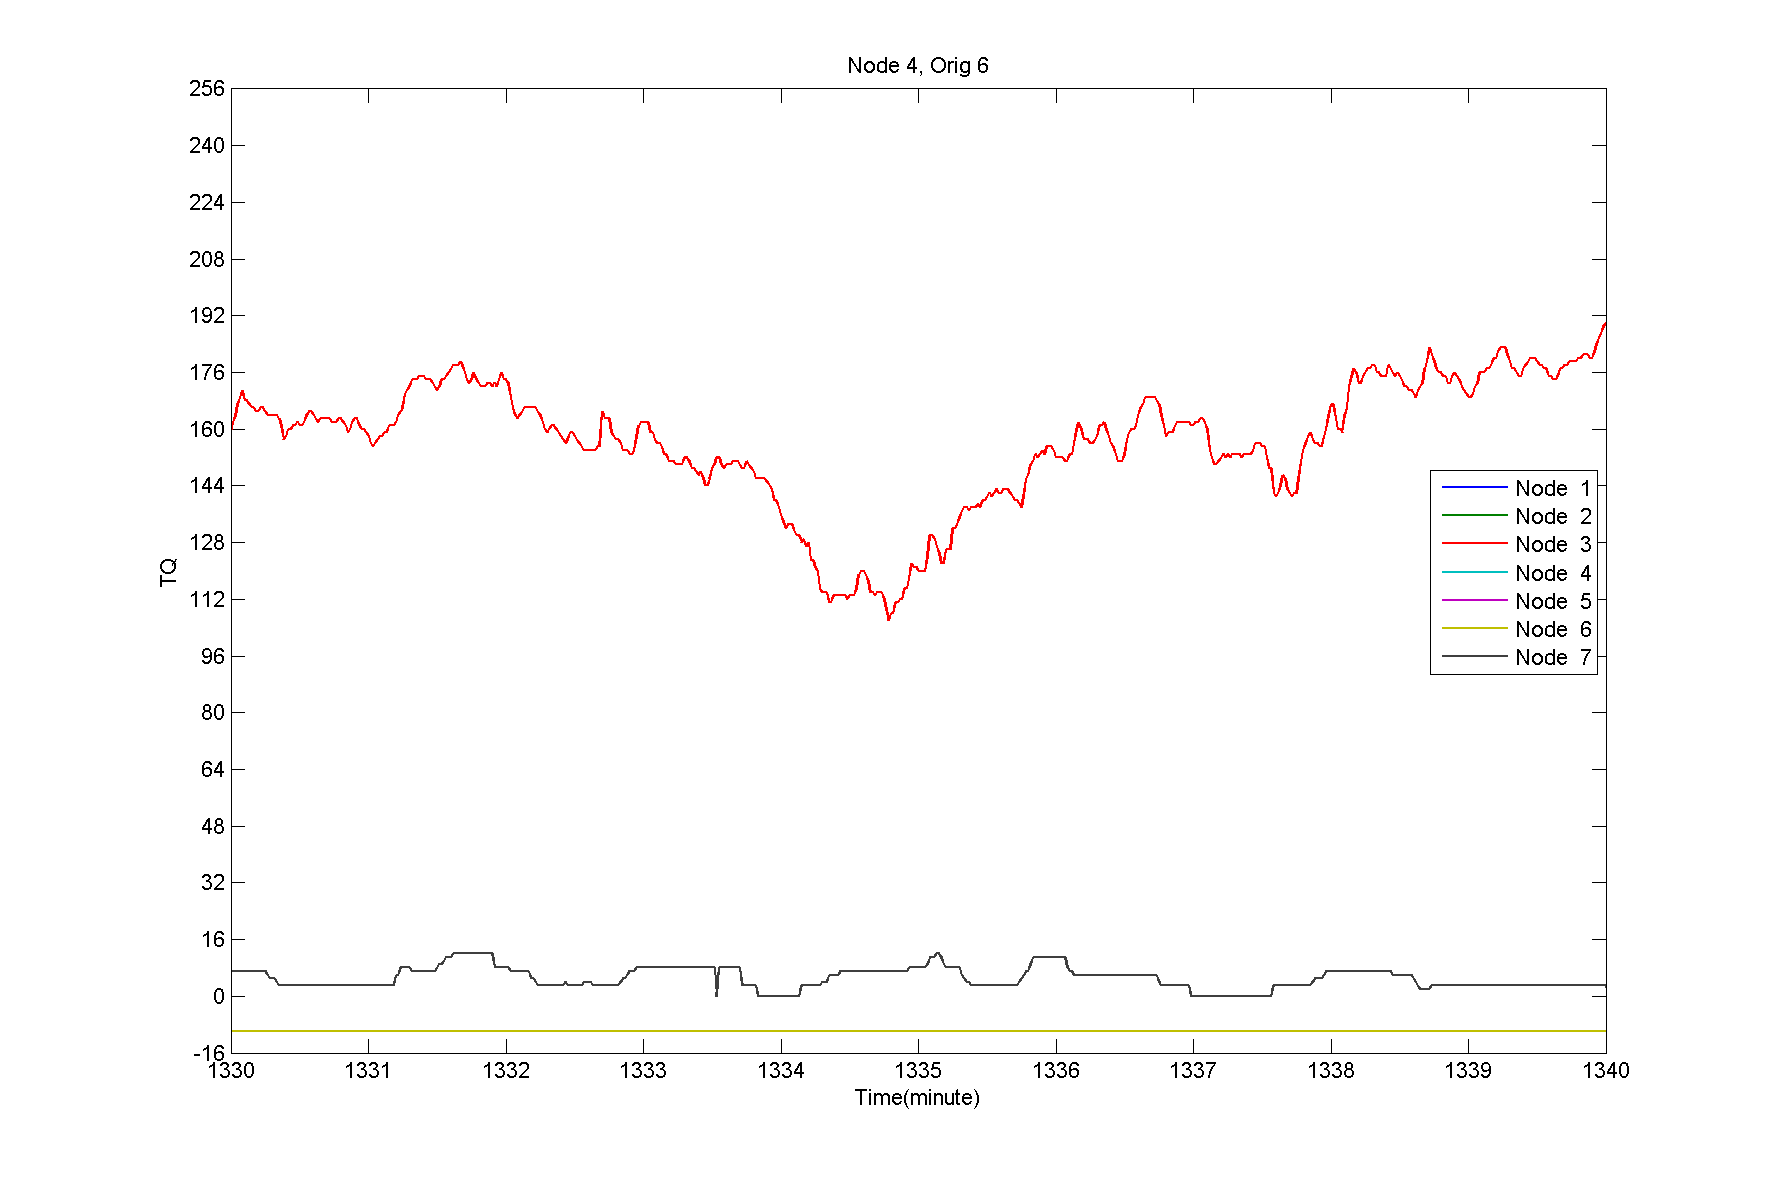 Node 4, Orig 6
256
240
224
208
192
176
160
144
128
112
96
80
64
48
32
16
0
-16
TQ
Node 1
Node 2
Node 3
Node 4
Node 5
Node 6
Node 7
1330 1331 1332 1333 1334 1335 1336 1337 1338 1339 1340
Time(minute)